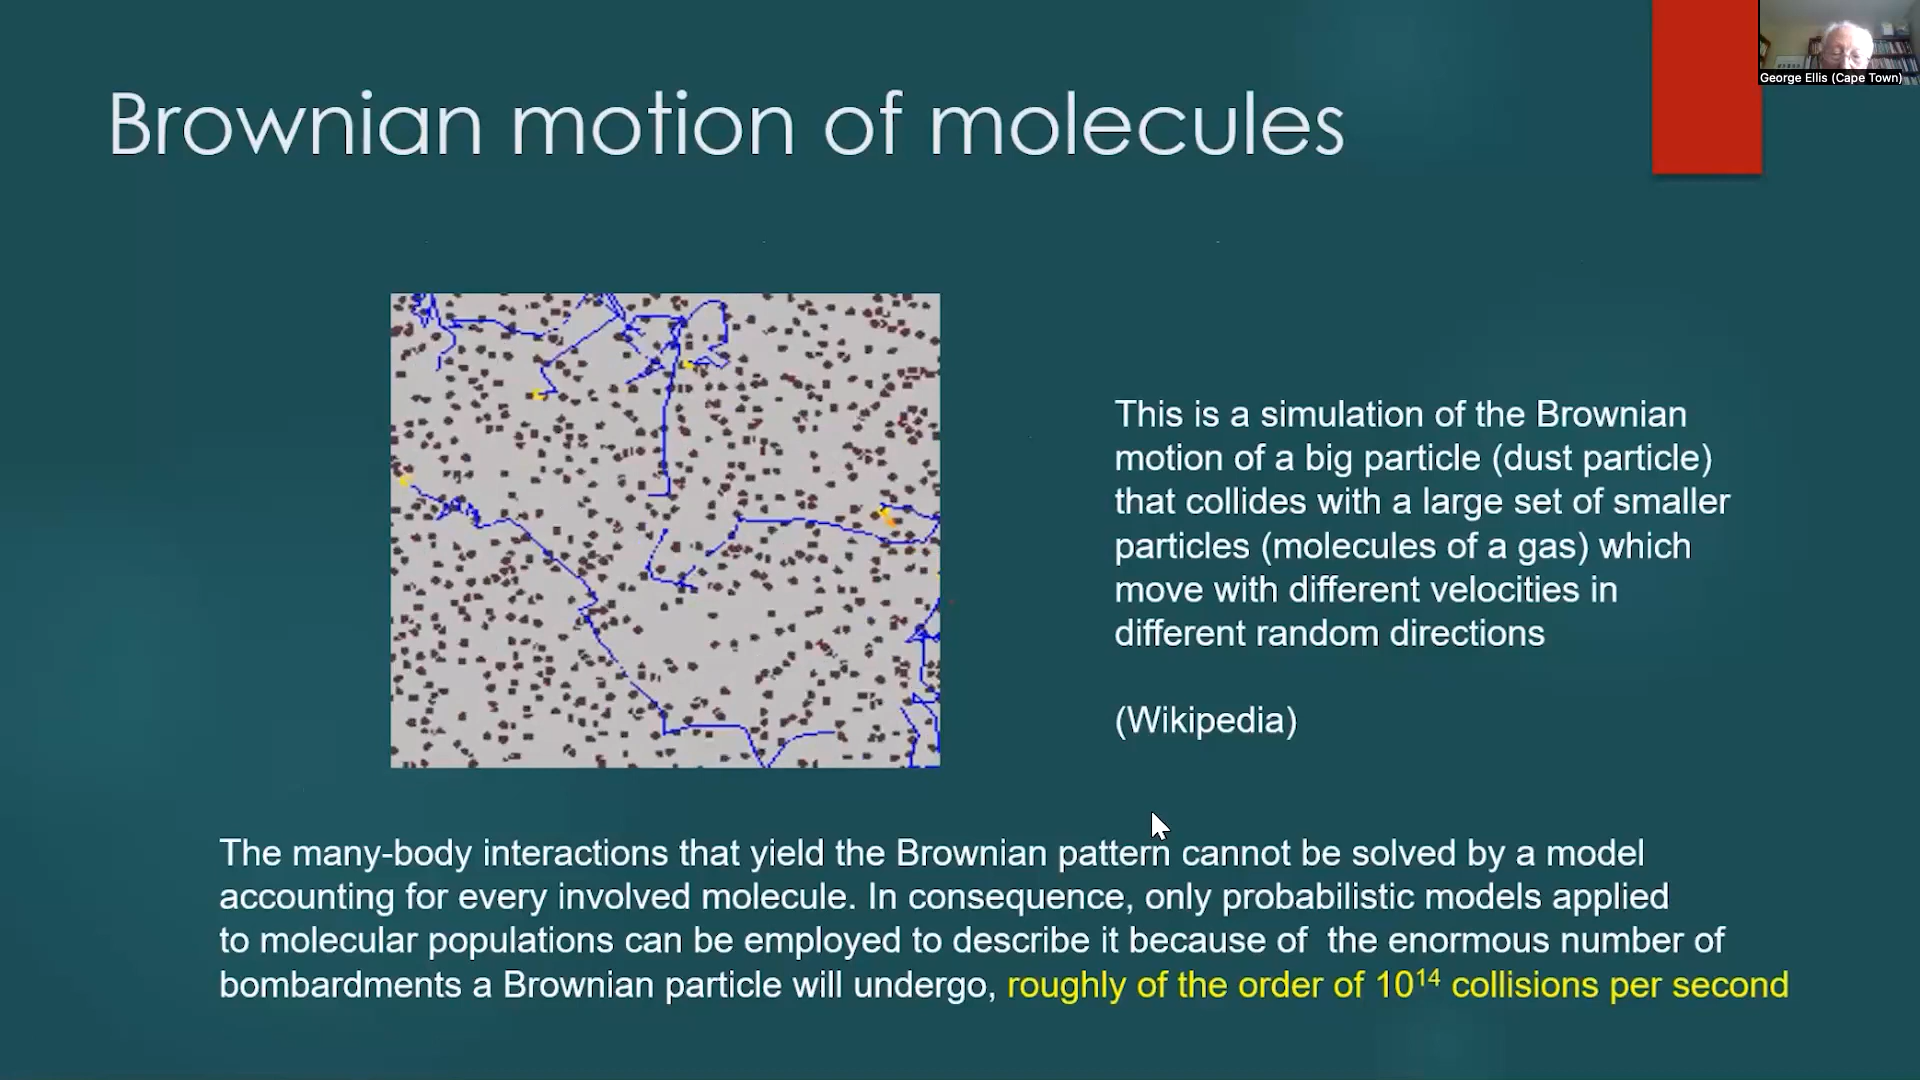 George Ellis (Cape Town)
Brownian motion of molecules
This is a simulation of the Brownian
motion of a big particle (dust particle)
that collides with a large set of smaller
particles (molecules of a gas) which
move with different velocities in
different random directions
(Wikipedia)
The many-body interactions that yield the Brownian pattern cannot be solved by a model
accounting for every involved molecule. In consequence, only probabilistic models applied
to molecular populations can be employed to describe it because of  the enormous number of
bombardments a Brownian particle will undergo, roughly of the order of 10¹⁴ collisions per second